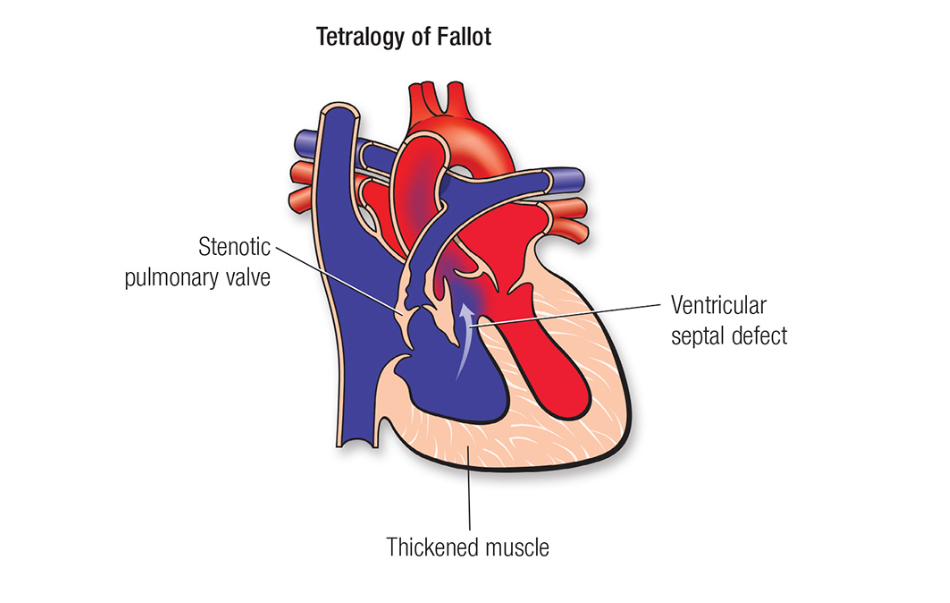 Tetralogy of Fallot
Stenotic
pulmonary valve
Ventricular
septal defect
Thickened muscle